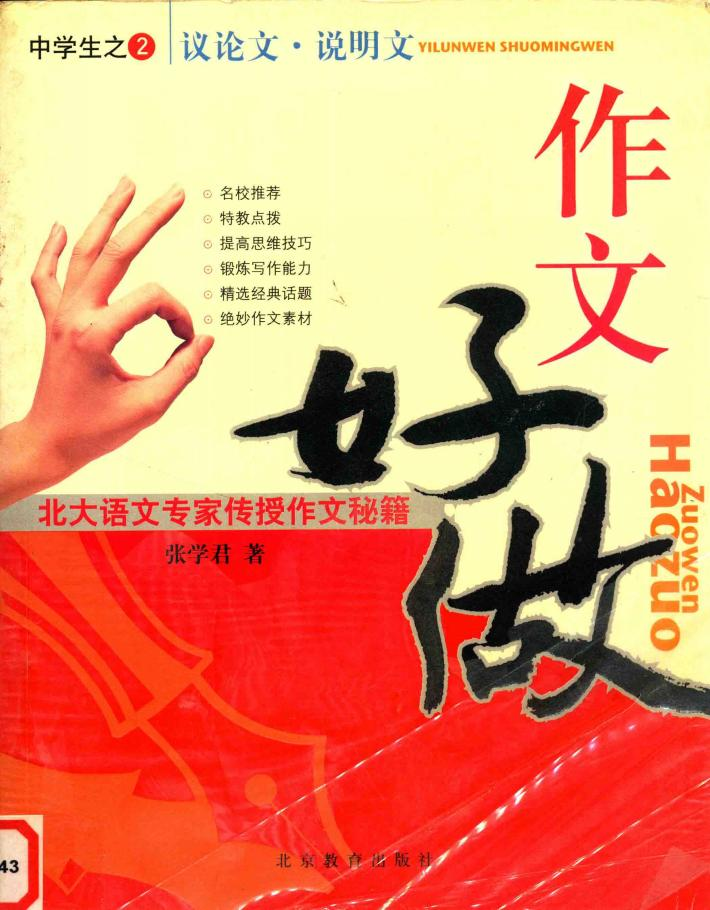 中学生之2 议论文·说明文 YILUNWEN SHUOMINGWEN
作文
好做
Zuowen
Haozuo
名校推荐
特教点拨
提高思维技巧
锻炼写作能力
精选经典话题
绝妙作文素材
北大语文专家传授作文秘籍
张学君 著
北京教育出版社
43